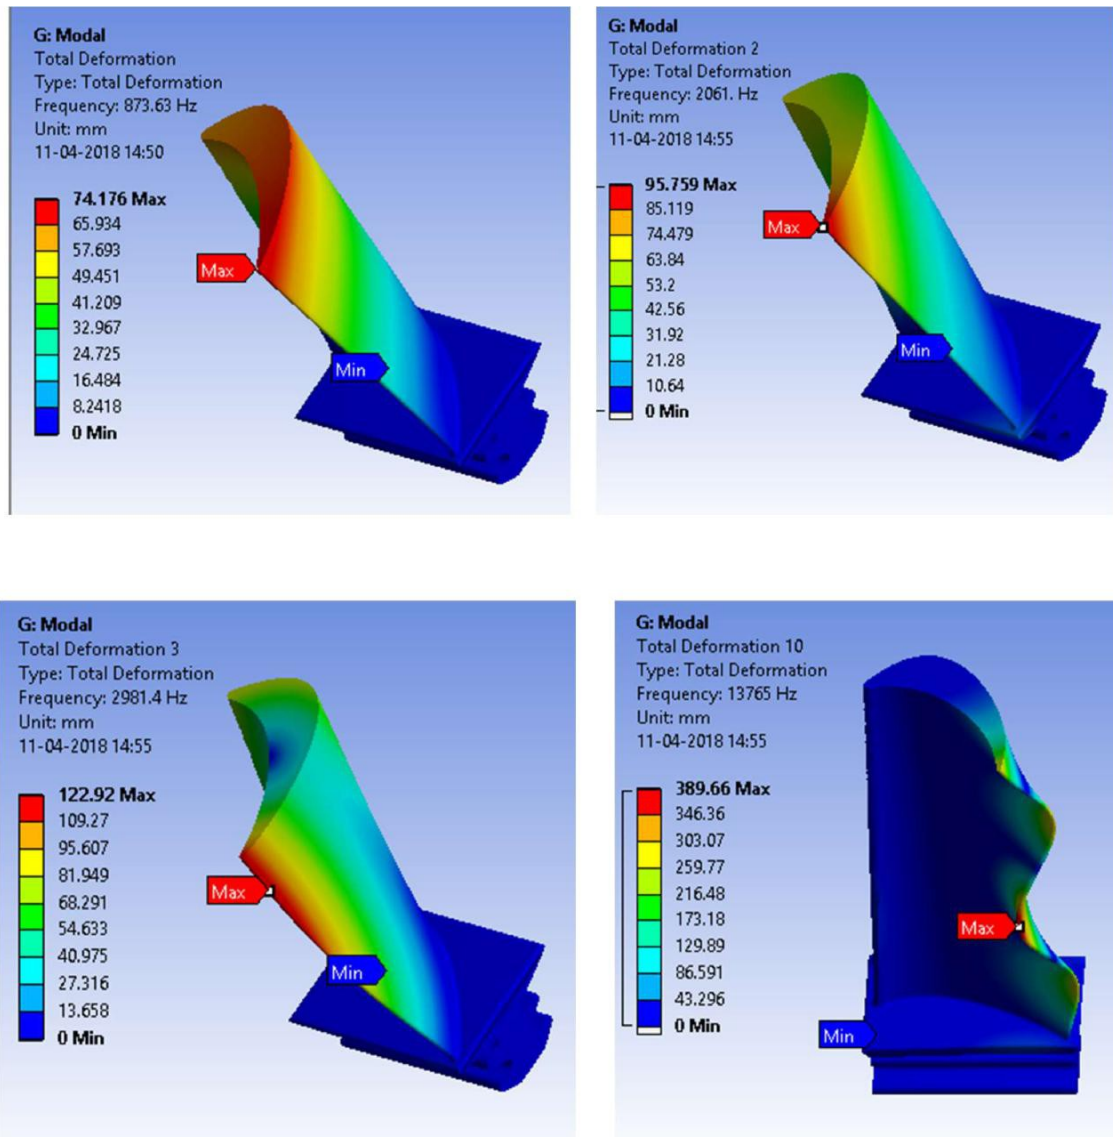 G: Modal
Total Deformation
Type: Total Deformation
Frequency: 873.63 Hz
Unit: mm
11-04-2018 14:50
74.176 Max
65.934
57.693
49.451
41.209
32.967
24.725
16.484
8.2418
0 Min
Max
Min
G: Modal
Total Deformation 2
Type: Total Deformation
Frequency: 2061. Hz
Unit: mm
11-04-2018 14:55
95.759 Max
85.119
74.479
63.84
53.2
42.56
31.92
21.28
10.64
0 Min
Max
Min
G: Modal
Total Deformation 3
Type: Total Deformation
Frequency: 2981.4 Hz
Unit: mm
11-04-2018 14:55
122.92 Max
109.27
95.607
81.949
68.291
54.633
40.975
27.316
13.658
0 Min
Max
Min
G: Modal
Total Deformation 10
Type: Total Deformation
Frequency: 13765 Hz
Unit: mm
11-04-2018 14:55
389.66 Max
346.36
303.07
259.77
216.48
173.18
129.89
86.591
43.296
0 Min
Max
Min